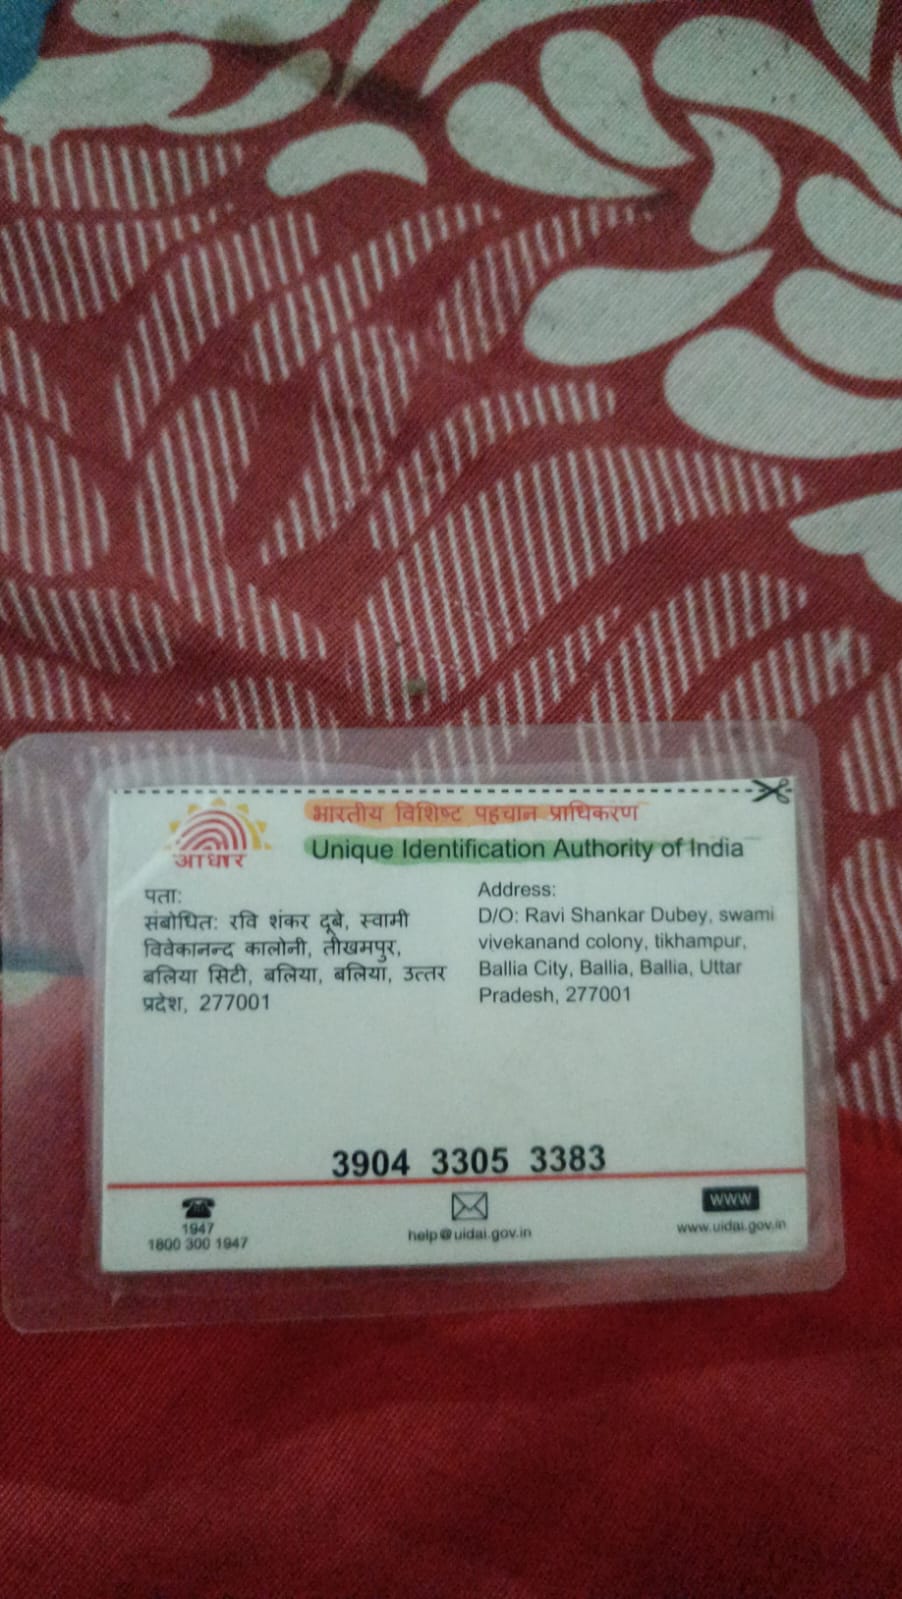 आधार
भारतीय विशिष्ट पहचान प्राधिकरण
Unique Identification Authority of India
पता:
संबोधित: रवि शंकर दूबे, स्वामी
विवेकानन्द कालोनी, तीखमपुर,
बलिया सिटी, बलिया, बलिया, उत्तर
प्रदेश, 277001
Address:
D/O: Ravi Shankar Dubey, swami
vivekanand colony, tikhampur,
Ballia City, Ballia, Ballia, Uttar
Pradesh, 277001
3904 3305 3383
1947
1800 300 1947
help@uidai.gov.in
www
www.uidai.gov.in